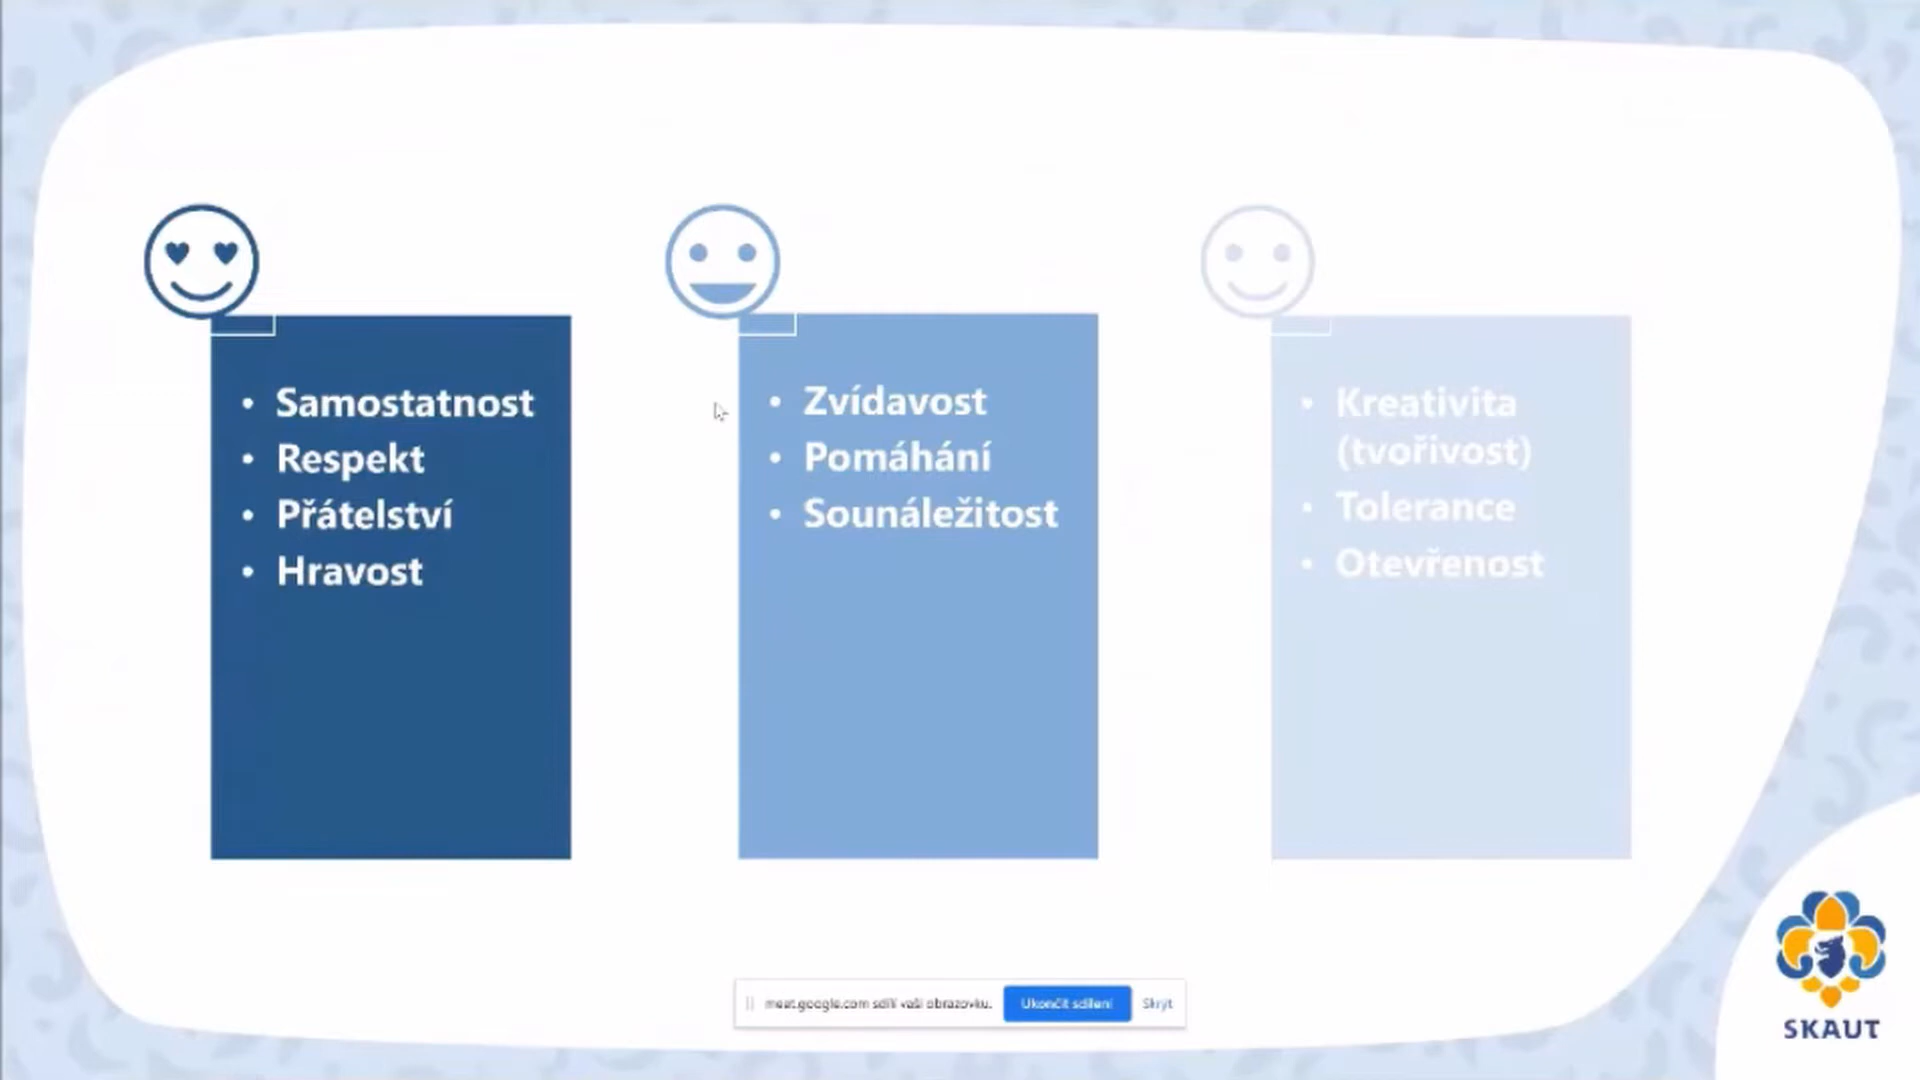 • Samostatnost
• Respekt
• Přátelství
• Hravost
• Zvídavost
• Pomáhání
• Sounáležitost
• Kreativita
(tvořivost)
• Tolerance
• Otevřenost
meet.google.com sdílí vaši obrazovku.
Ukončit sdílení
Skrýt
SKAUT